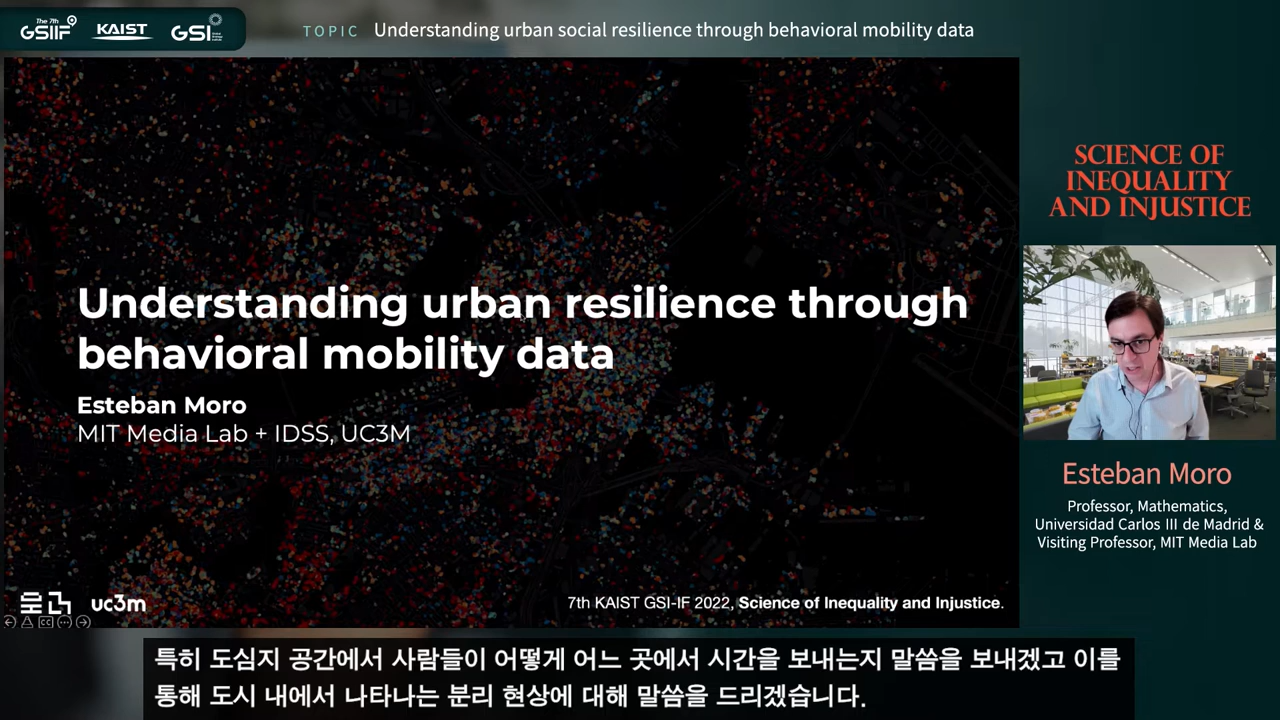 The 7th
GSIIF
KAIST
GSI
TOPIC Understanding urban social resilience through behavioral mobility data
SCIENCE OF
INEQUALITY
AND INJUSTICE
Understanding urban resilience through
behavioral mobility data
Esteban Moro
MIT Media Lab + IDSS, UC3M
Esteban Moro
Professor, Mathematics,
Universidad Carlos III de Madrid &
Visiting Professor, MIT Media Lab
uc3m
7th KAIST GSI-IF 2022, Science of Inequality and Injustice.
특히 도심지 공간에서 사람들이 어떻게 어느 곳에서 시간을 보내는지 말씀을 보내겠고 이를
통해 도시 내에서 나타나는 분리 현상에 대해 말씀을 드리겠습니다.